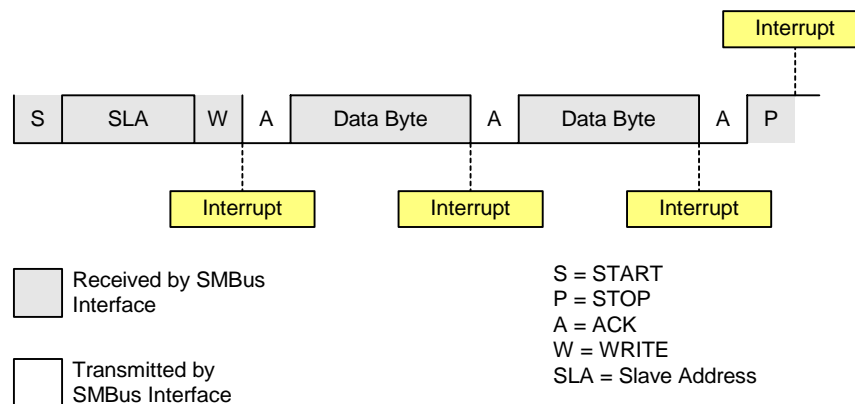 Interrupt
S SLA W A Data Byte A Data Byte A P
Interrupt Interrupt Interrupt
Received by SMBus
Interface
Transmitted by
SMBus Interface
S = START
P = STOP
A = ACK
W = WRITE
SLA = Slave Address